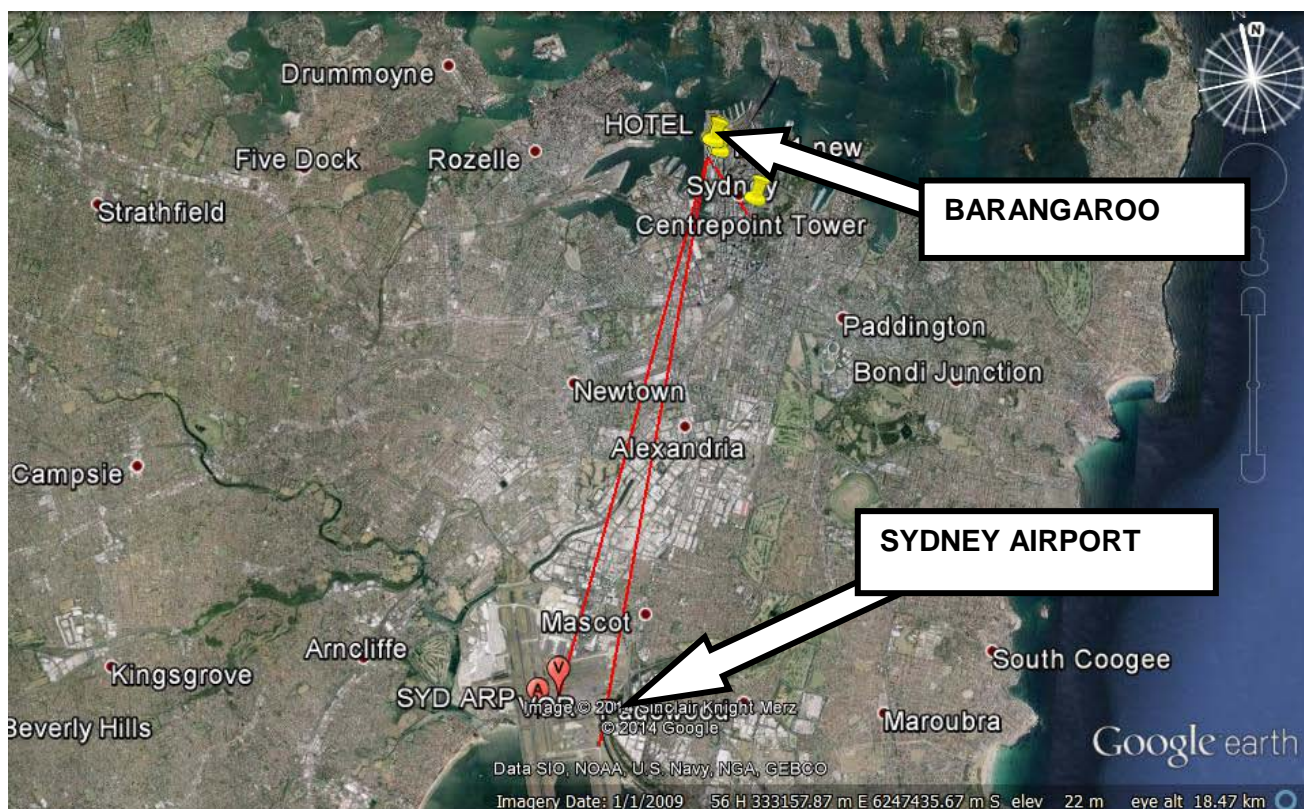 N
Drummoyne
HOTEL
new
Five Dock
Rozelle
Sydney
BARANGAROO
Strathfield
Centrepoint Tower
Paddington
Bondi Junction
Newtown
Alexandria
Campsie
SYDNEY AIRPORT
Mascot
Arncliffe
South Coogee
Kingsgrove
V
A
SYD ARP
VOR
Pagewood
Maroubra
Image © 2014 Sinclair Knight Merz
© 2014 Google
Beverly Hills
Google earth
Data SIO, NOAA, U.S. Navy, NGA, GEBCO
Imagery Date: 1/1/2009 56 H 333157.87 m E 6247435.67 m S elev 22 m eye alt 18.47 km